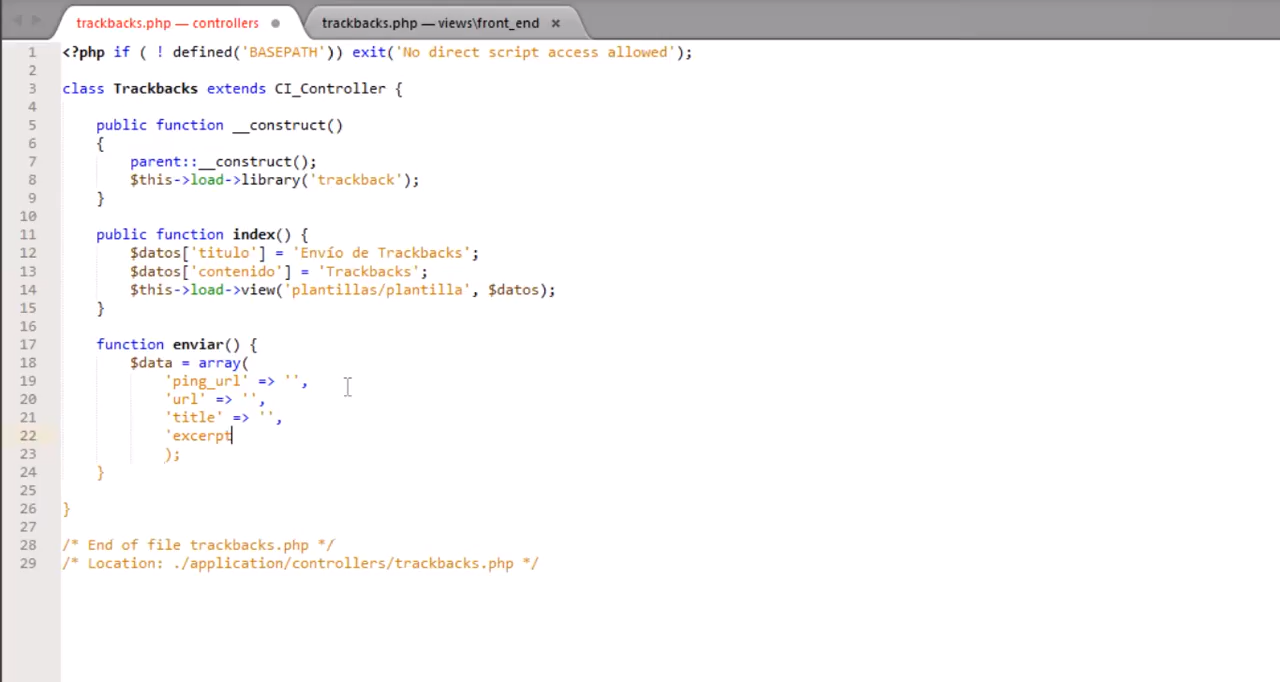 trackbacks.php — controllers
trackbacks.php — views\front_end
1 <?php if ( ! defined('BASEPATH')) exit('No direct script access allowed');
2
3 class Trackbacks extends CI_Controller {
4
5     public function __construct()
6     {
7         parent::__construct();
8         $this->load->library('trackback');
9     }
10
11     public function index() {
12         $datos['titulo'] = 'Envío de Trackbacks';
13         $datos['contenido'] = 'Trackbacks';
14         $this->load->view('plantillas/plantilla', $datos);
15     }
16
17     function enviar() {
18         $data = array(
19             'ping_url' => '',
20             'url' => '',
21             'title' => '',
22             'excerpt
23             );
24     }
25
26 }
27
28 /* End of file trackbacks.php */
29 /* Location: ./application/controllers/trackbacks.php */